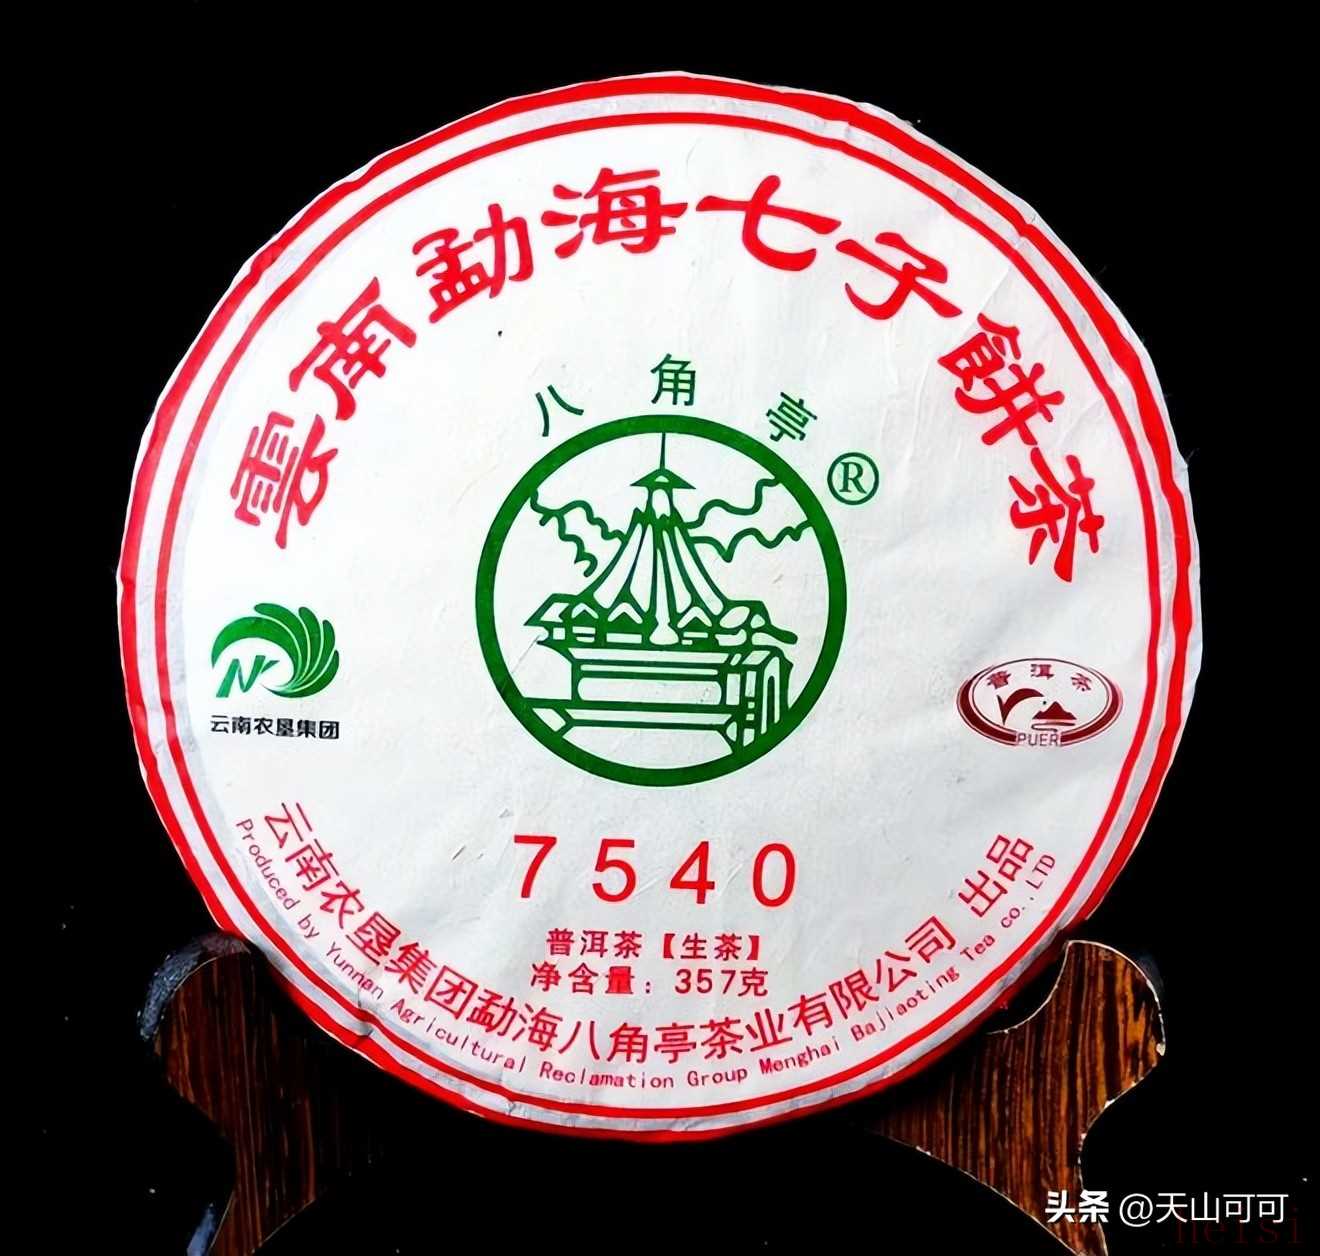 雲南勐海七子餅茶
八角亭®
NK
云南农垦集团
普洱茶
PUER
7540
普洱茶【生茶】
净含量：357克
云南农垦集团勐海八角亭茶业有限公司 出品
Produced by Yunnan Agricultural Reclamation Group Menghai Bajiaoting Tea co.,LTD
头条 @天山可可